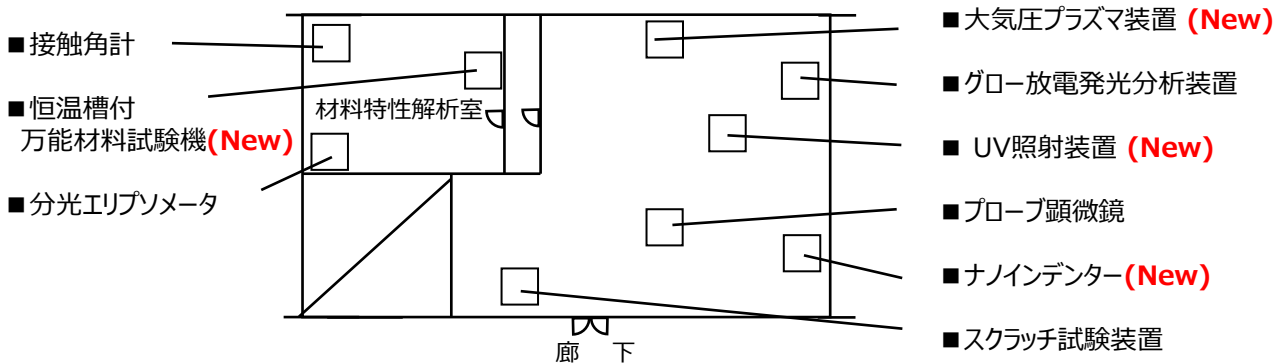 ■接触角計
■恒温槽付
万能材料試験機(New)
■分光エリプソメータ
材料特性解析室
■大気圧プラズマ装置 (New)
■グロー放電発光分析装置
■ UV照射装置 (New)
■プローブ顕微鏡
■ナノインデンター(New)
■スクラッチ試験装置
廊 下